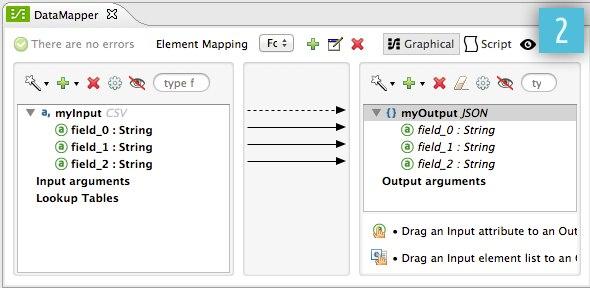 DataMapper
2
There are no errors
Element Mapping
Fc
Graphical
Script
type f
ty
myInput CSV
field_0 : String
field_1 : String
field_2 : String
Input arguments
Lookup Tables
myOutput JSON
field_0 : String
field_1 : String
field_2 : String
Output arguments
• Drag an Input attribute to an Out
• Drag an Input element list to an O